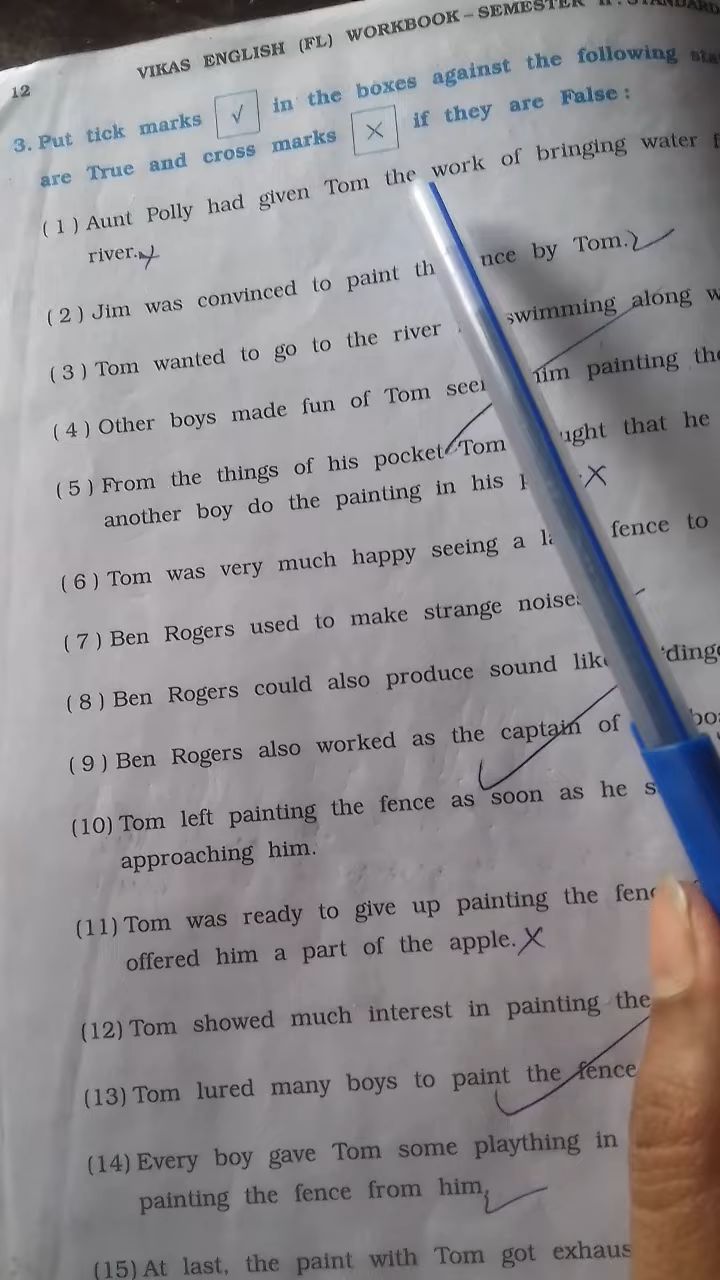 VIKAS ENGLISH (FL) WORKBOOK – SEMESTER II : STANDARD
12
3. Put tick marks √ in the boxes against the following
are True and cross marks × if they are False :
(1) Aunt Polly had given Tom the work of bringing water
river.
(2) Jim was convinced to paint nce by Tom.
(3) Tom wanted to go to the river swimming along
(4) Other boys made fun of Tom painting
(5) From the things of his pocket Tom ught that he
another boy do the painting in his
(6) Tom was very much happy seeing a fence to
(7) Ben Rogers used to make strange
(8) Ben Rogers could also produce sound
(9) Ben Rogers also worked as the captain of
(10) Tom left painting the fence as soon as he
approaching him.
(11) Tom was ready to give up painting the
offered him a part of the apple.
(12) Tom showed much interest in painting the
(13) Tom lured many boys to paint the fence
(14) Every boy gave Tom some plaything in
painting the fence from him
(15) At last, the paint with Tom got